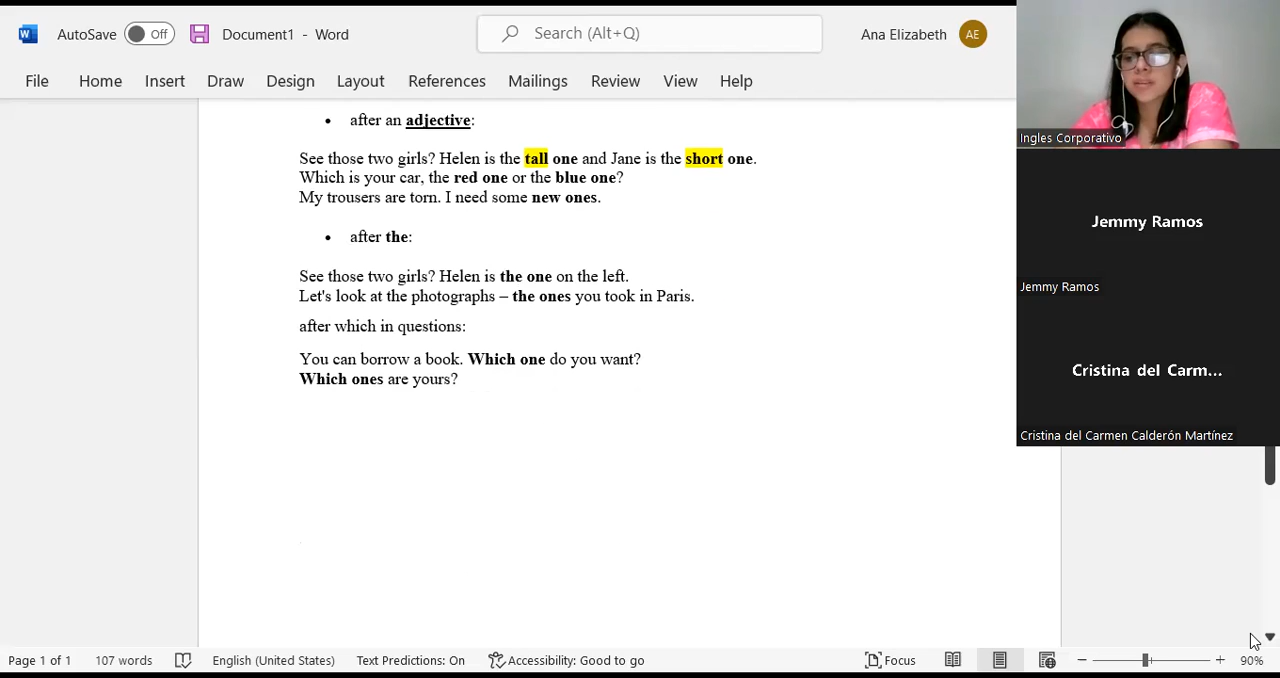 AutoSave Off Document1 - Word Search (Alt+Q) Ana Elizabeth AE
File Home Insert Draw Design Layout References Mailings Review View Help
• after an adjective:
See those two girls? Helen is the tall one and Jane is the short one.
Which is your car, the red one or the blue one?
My trousers are torn. I need some new ones.
• after the:
See those two girls? Helen is the one on the left.
Let's look at the photographs – the ones you took in Paris.
after which in questions:
You can borrow a book. Which one do you want?
Which ones are yours?
Ingles Corporativo
Jemmy Ramos
Jemmy Ramos
Cristina del Carm...
Cristina del Carmen Calderón Martínez
Page 1 of 1 107 words English (United States) Text Predictions: On Accessibility: Good to go Focus 90%